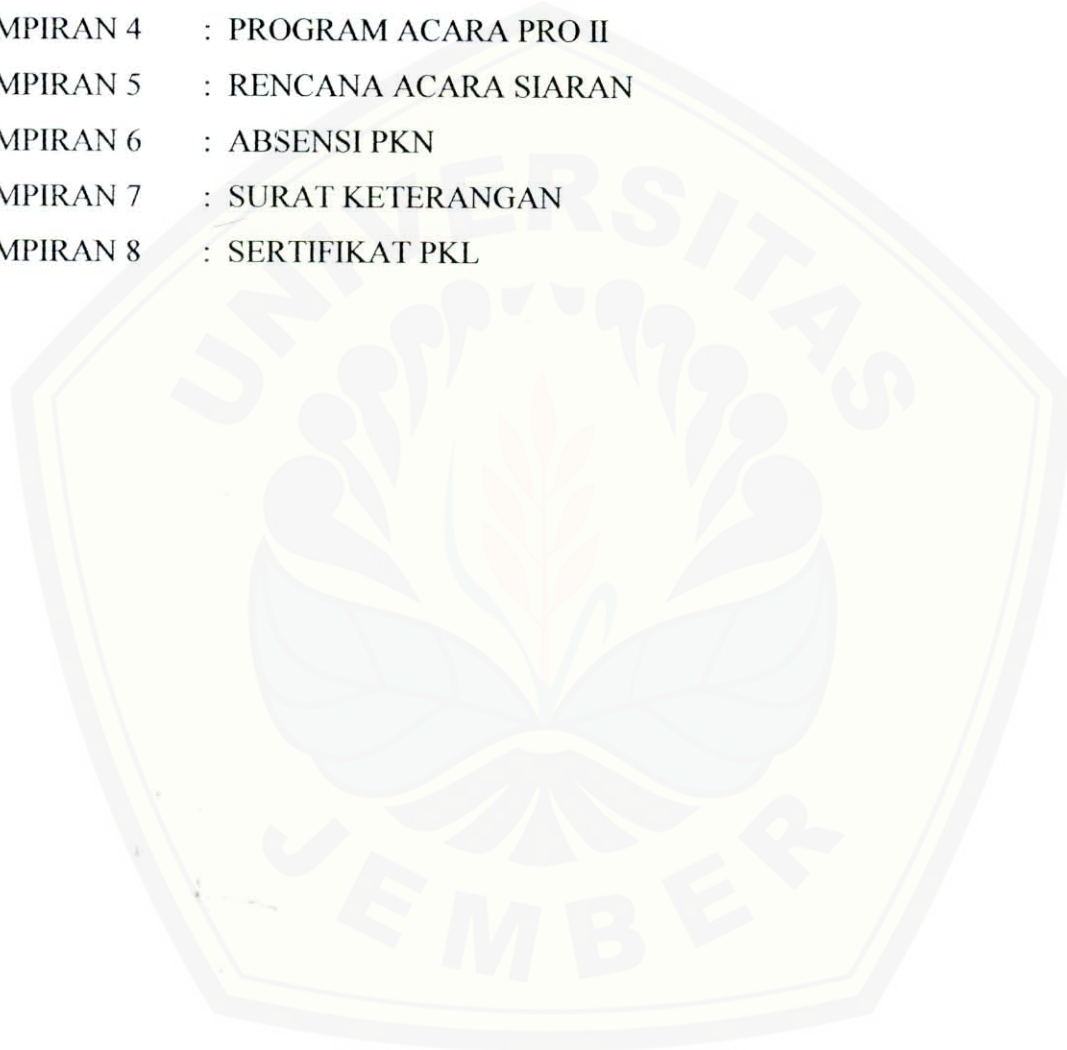 MPIRAN 4 : PROGRAM ACARA PRO II
MPIRAN 5 : RENCANA ACARA SIARAN
MPIRAN 6 : ABSENSI PKN
MPIRAN 7 : SURAT KETERANGAN
MPIRAN 8 : SERTIFIKAT PKL
UNIVERSITAS
JEMBER